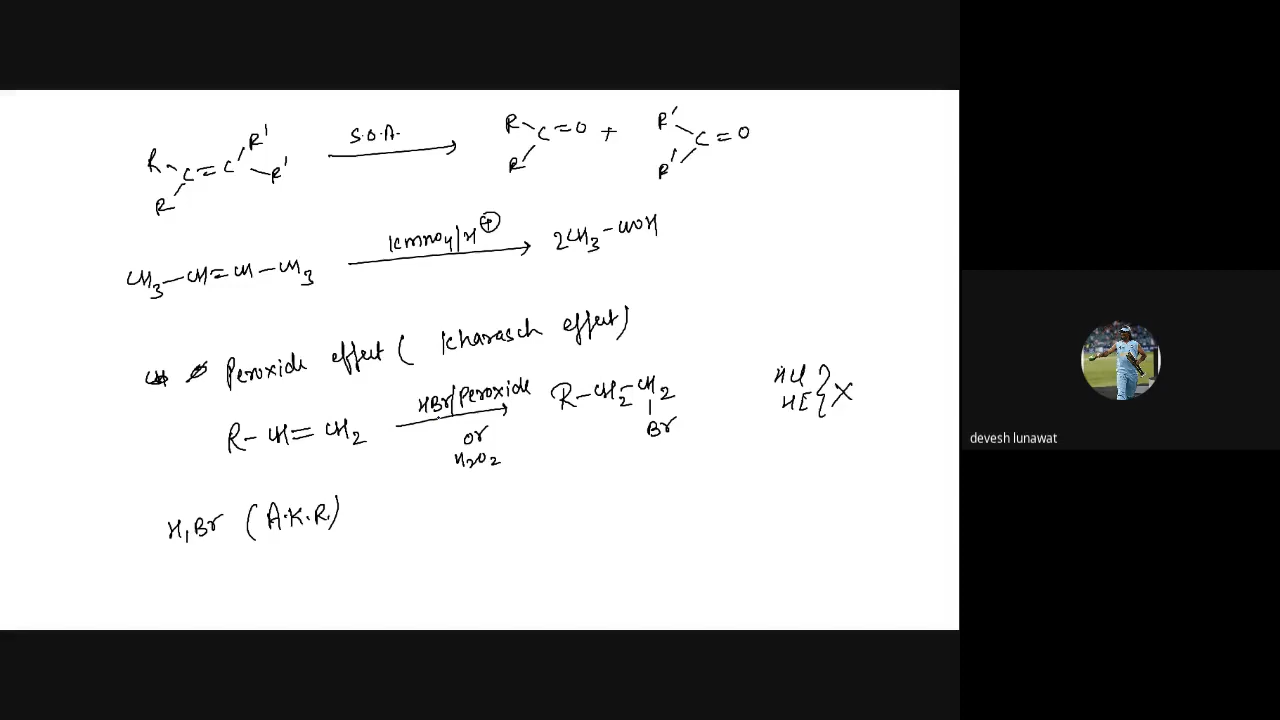 R R C = C R' R' S.O.A. R R C = O + R' R' C = O
CH3 - CH = CH - CH3 KMnO4/H⊕ 2CH3 - COOH
Peroxide effect ( Kharasch effect)
R - CH = CH2 HBr/Peroxide or H2O2 R - CH2 - CH2 Br
HCl HI } X
H, Br (A.K.R)
devesh lunawat